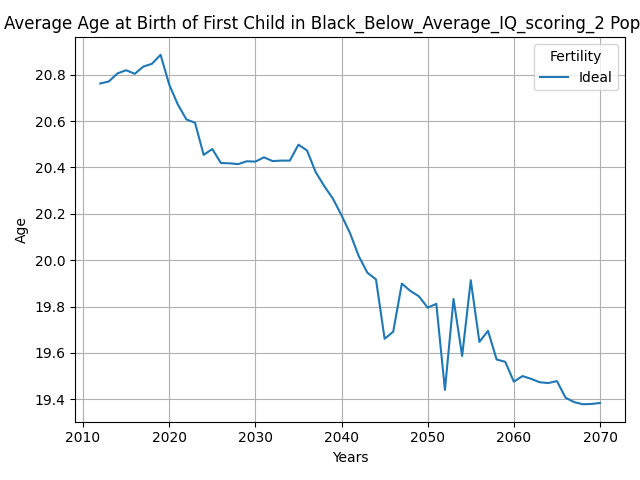 Average Age at Birth of First Child in Black_Below_Average_IQ_scoring_2 Pop
Fertility
Ideal
20.8
20.6
20.4
20.2
20.0
19.8
19.6
19.4
Age
2010 2020 2030 2040 2050 2060 2070
Years